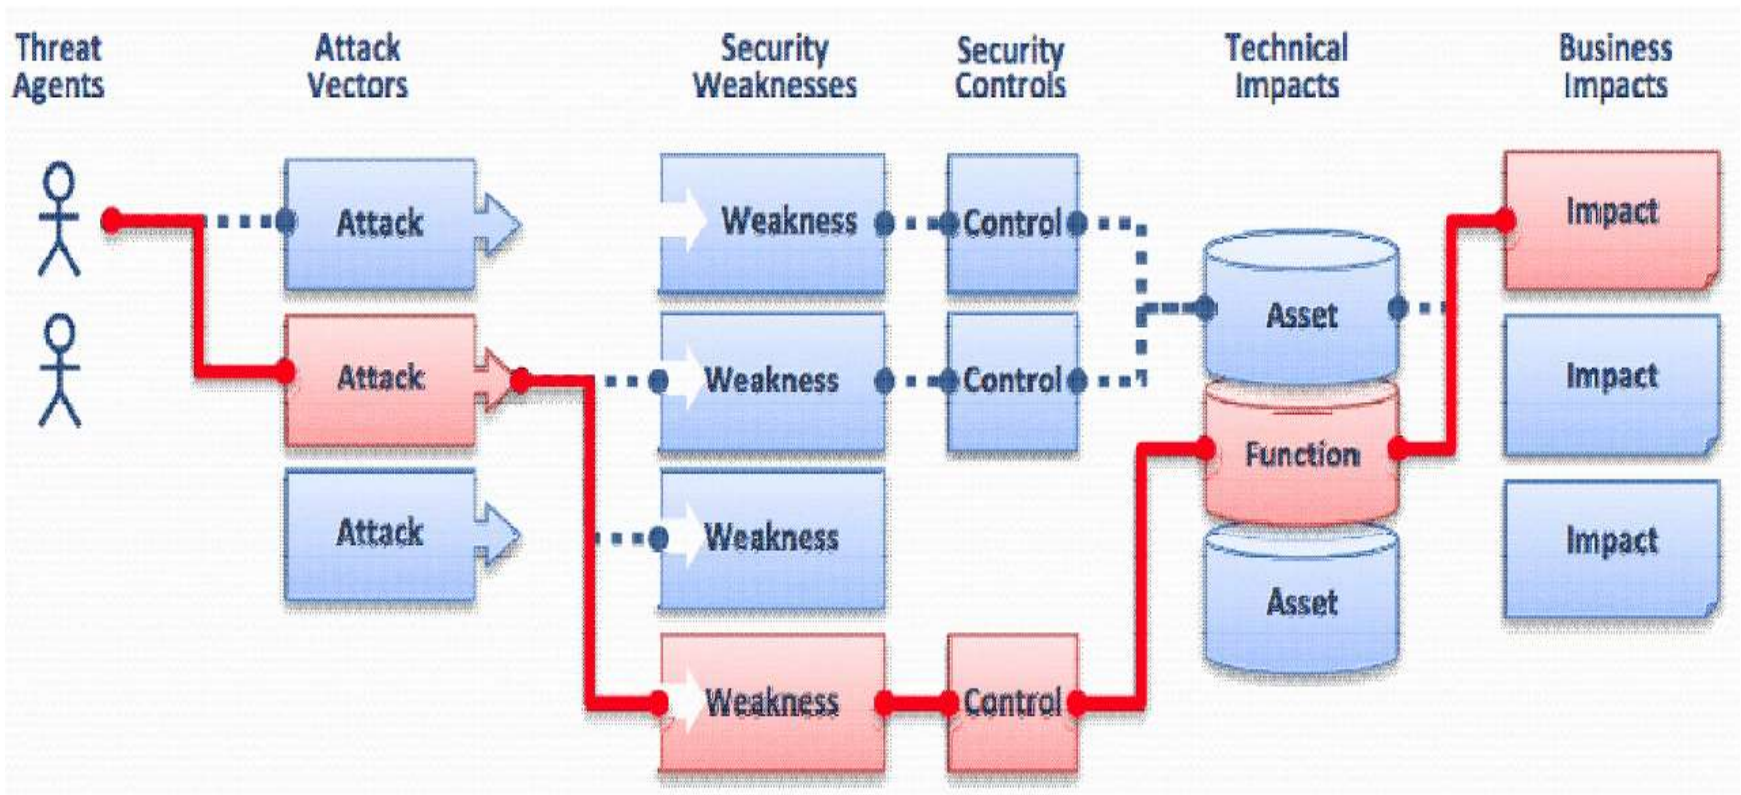 Threat
Agents
Attack
Vectors
Security
Weaknesses
Security
Controls
Technical
Impacts
Business
Impacts
Attack
Weakness
Control
Impact
Asset
Attack
Weakness
Control
Impact
Function
Attack
Weakness
Impact
Asset
Weakness
Control